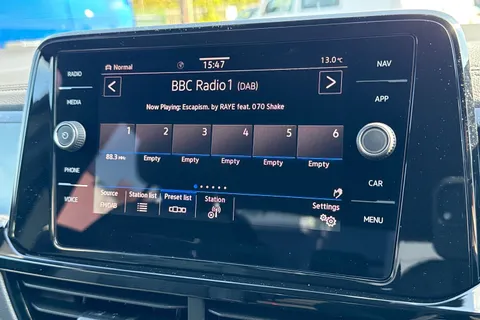 Normal 15:47 13.0°C
RADIO
NAV
BBC Radio 1 (DAB)
MEDIA
APP
Now Playing: Escapism. by RAYE feat. 070 Shake
1 2 3 4 5 6
88.3 MHz Empty Empty Empty Empty Empty
PHONE
CAR
VOICE
Source Station list Preset list Station Settings
FM/DAB
MENU